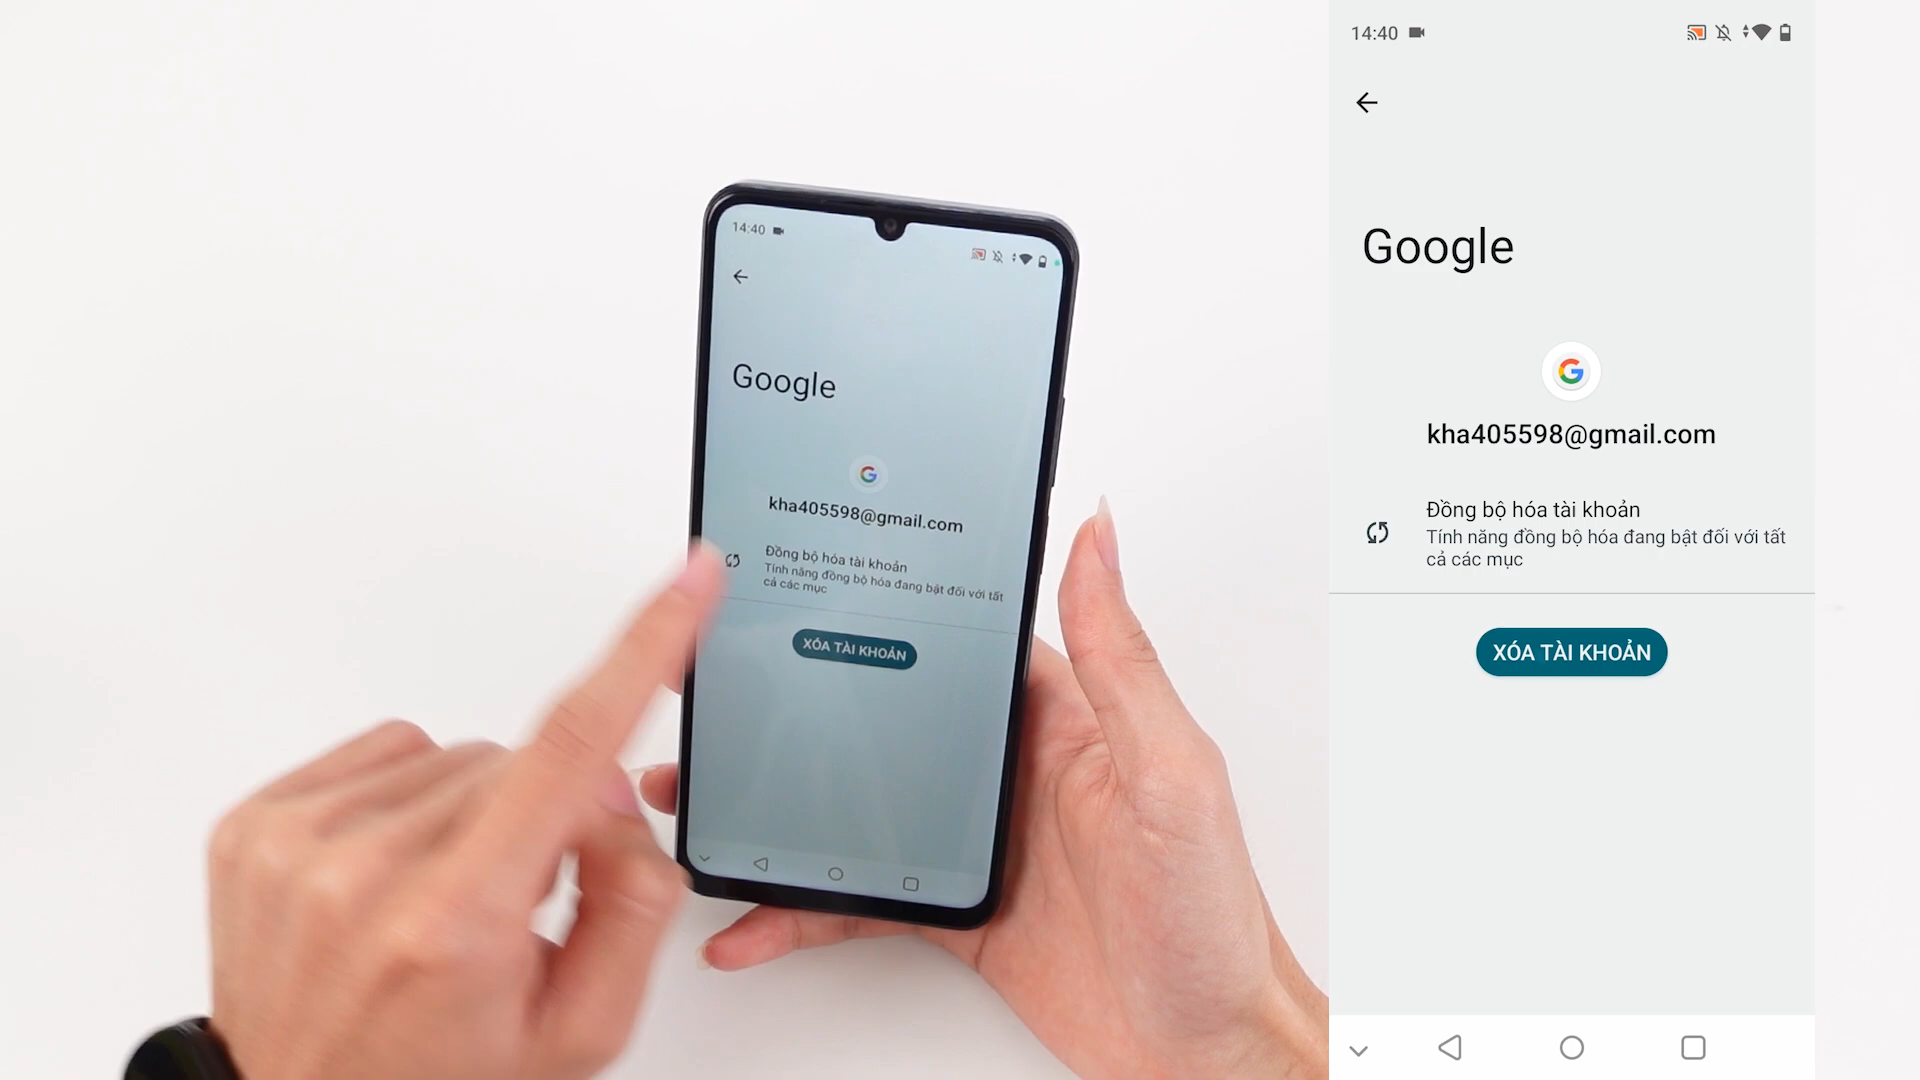 14:40
Google
kha405598@gmail.com
Đồng bộ hóa tài khoản
Tính năng đồng bộ hóa đang bật đối với tất
cả các mục
XÓA TÀI KHOẢN
14:40
Google
G
kha405598@gmail.com
Đồng bộ hóa tài khoản
Tính năng đồng bộ hóa đang bật đối với tất
cả các mục
XÓA TÀI KHOẢN